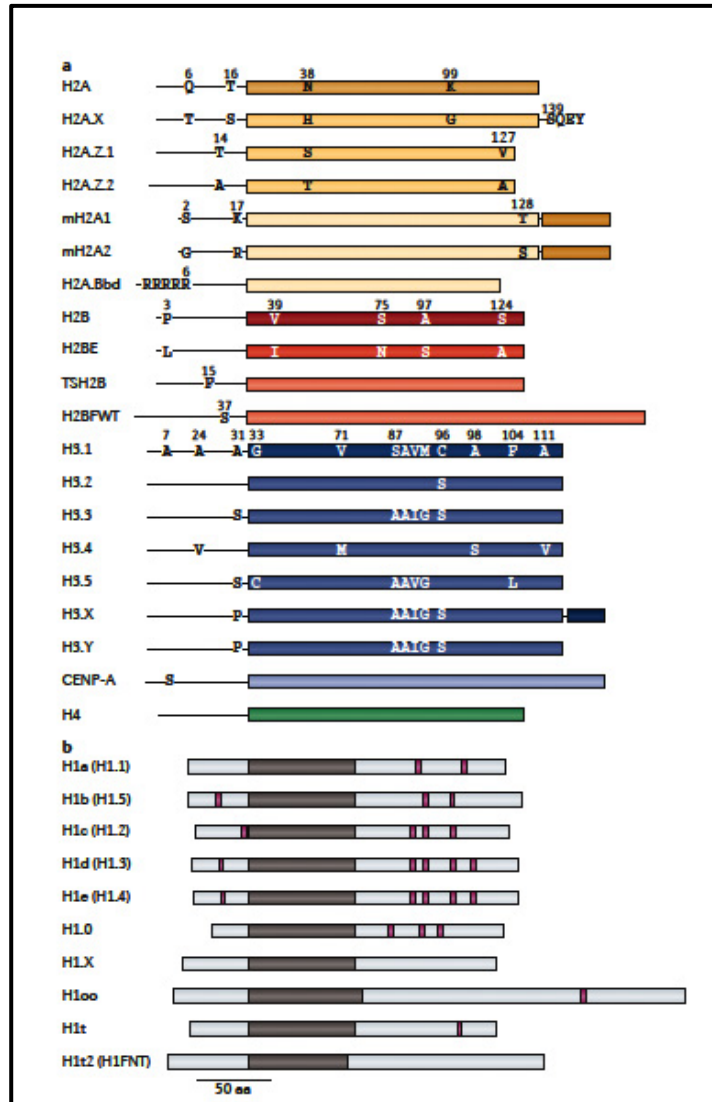 a
6 16 38 99
H2A Q T N K
139
H2A.X T S H G SQEY
14 127
H2A.Z.1 T S V
H2A.Z.2 A T A
2 17 128
mH2A1 S K T
mH2A2 G R S
6
H2A.Bbd -RRRRR
3 39 75 97 124
H2B P V S A S
H2BE L I N S A
15
TSH2B F
37
H2BFWT S
7 24 31 33 71 87 96 98 104 111
H3.1 A A A G V SAVM C A F A
H3.2 S
H3.3 S AAIG S
H3.4 V M S V
H3.5 S C AAVG L
H3.X P AAIG S
H3.Y P AAIG S
CENP-A S
H4
b
H1a (H1.1)
H1b (H1.5)
H1c (H1.2)
H1d (H1.3)
H1e (H1.4)
H1.0
H1.X
H1oo
H1t
H1t2 (H1FNT)
50 aa